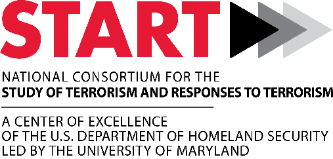 START
NATIONAL CONSORTIUM FOR THE
STUDY OF TERRORISM AND RESPONSES TO TERRORISM
A CENTER OF EXCELLENCE
OF THE U.S. DEPARTMENT OF HOMELAND SECURITY
LED BY THE UNIVERSITY OF MARYLAND